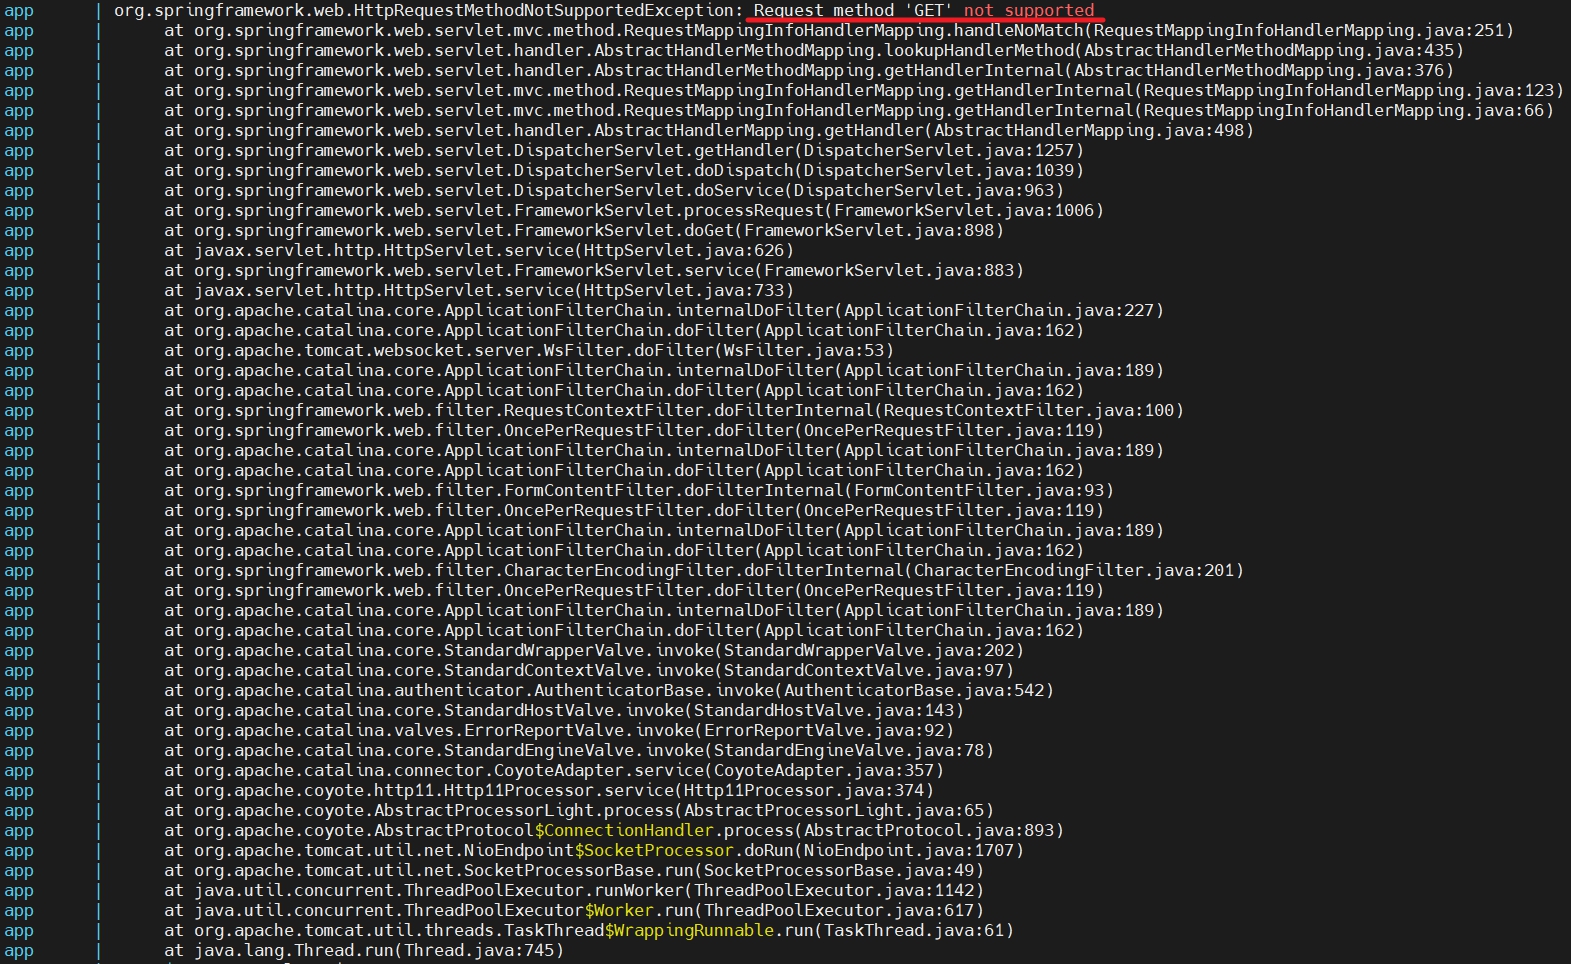 app | org.springframework.web.HttpRequestMethodNotSupportedException: Request method 'GET' not supported
app | at org.springframework.web.servlet.mvc.method.RequestMappingInfoHandlerMapping.handleNoMatch(RequestMappingInfoHandlerMapping.java:251)
app | at org.springframework.web.servlet.handler.AbstractHandlerMethodMapping.lookupHandlerMethod(AbstractHandlerMethodMapping.java:435)
app | at org.springframework.web.servlet.handler.AbstractHandlerMethodMapping.getHandlerInternal(AbstractHandlerMethodMapping.java:376)
app | at org.springframework.web.servlet.mvc.method.RequestMappingInfoHandlerMapping.getHandlerInternal(RequestMappingInfoHandlerMapping.java:123)
app | at org.springframework.web.servlet.mvc.method.RequestMappingInfoHandlerMapping.getHandlerInternal(RequestMappingInfoHandlerMapping.java:66)
app | at org.springframework.web.servlet.handler.AbstractHandlerMapping.getHandler(AbstractHandlerMapping.java:498)
app | at org.springframework.web.servlet.DispatcherServlet.getHandler(DispatcherServlet.java:1257)
app | at org.springframework.web.servlet.DispatcherServlet.doDispatch(DispatcherServlet.java:1039)
app | at org.springframework.web.servlet.DispatcherServlet.doService(DispatcherServlet.java:963)
app | at org.springframework.web.servlet.FrameworkServlet.processRequest(FrameworkServlet.java:1006)
app | at org.springframework.web.servlet.FrameworkServlet.doGet(FrameworkServlet.java:898)
app | at javax.servlet.http.HttpServlet.service(HttpServlet.java:626)
app | at org.springframework.web.servlet.FrameworkServlet.service(FrameworkServlet.java:883)
app | at javax.servlet.http.HttpServlet.service(HttpServlet.java:733)
app | at org.apache.catalina.core.ApplicationFilterChain.internalDoFilter(ApplicationFilterChain.java:227)
app | at org.apache.catalina.core.ApplicationFilterChain.doFilter(ApplicationFilterChain.java:162)
app | at org.apache.tomcat.websocket.server.WsFilter.doFilter(WsFilter.java:53)
app | at org.apache.catalina.core.ApplicationFilterChain.internalDoFilter(ApplicationFilterChain.java:189)
app | at org.apache.catalina.core.ApplicationFilterChain.doFilter(ApplicationFilterChain.java:162)
app | at org.springframework.web.filter.RequestContextFilter.doFilterInternal(RequestContextFilter.java:100)
app | at org.springframework.web.filter.OncePerRequestFilter.doFilter(OncePerRequestFilter.java:119)
app | at org.apache.catalina.core.ApplicationFilterChain.internalDoFilter(ApplicationFilterChain.java:189)
app | at org.apache.catalina.core.ApplicationFilterChain.doFilter(ApplicationFilterChain.java:162)
app | at org.springframework.web.filter.FormContentFilter.doFilterInternal(FormContentFilter.java:93)
app | at org.springframework.web.filter.OncePerRequestFilter.doFilter(OncePerRequestFilter.java:119)
app | at org.apache.catalina.core.ApplicationFilterChain.internalDoFilter(ApplicationFilterChain.java:189)
app | at org.apache.catalina.core.ApplicationFilterChain.doFilter(ApplicationFilterChain.java:162)
app | at org.springframework.web.filter.CharacterEncodingFilter.doFilterInternal(CharacterEncodingFilter.java:201)
app | at org.springframework.web.filter.OncePerRequestFilter.doFilter(OncePerRequestFilter.java:119)
app | at org.apache.catalina.core.ApplicationFilterChain.internalDoFilter(ApplicationFilterChain.java:189)
app | at org.apache.catalina.core.ApplicationFilterChain.doFilter(ApplicationFilterChain.java:162)
app | at org.apache.catalina.core.StandardWrapperValve.invoke(StandardWrapperValve.java:202)
app | at org.apache.catalina.core.StandardContextValve.invoke(StandardContextValve.java:97)
app | at org.apache.catalina.authenticator.AuthenticatorBase.invoke(AuthenticatorBase.java:542)
app | at org.apache.catalina.core.StandardHostValve.invoke(StandardHostValve.java:143)
app | at org.apache.catalina.valves.ErrorReportValve.invoke(ErrorReportValve.java:92)
app | at org.apache.catalina.core.StandardEngineValve.invoke(StandardEngineValve.java:78)
app | at org.apache.catalina.connector.CoyoteAdapter.service(CoyoteAdapter.java:357)
app | at org.apache.coyote.http11.Http11Processor.service(Http11Processor.java:374)
app | at org.apache.coyote.AbstractProcessorLight.process(AbstractProcessorLight.java:65)
app | at org.apache.coyote.AbstractProtocol$ConnectionHandler.process(AbstractProtocol.java:893)
app | at org.apache.tomcat.util.net.NioEndpoint$SocketProcessor.doRun(NioEndpoint.java:1707)
app | at org.apache.tomcat.util.net.SocketProcessorBase.run(SocketProcessorBase.java:49)
app | at java.util.concurrent.ThreadPoolExecutor.runWorker(ThreadPoolExecutor.java:1142)
app | at java.util.concurrent.ThreadPoolExecutor$Worker.run(ThreadPoolExecutor.java:617)
app | at org.apache.tomcat.util.threads.TaskThread$WrappingRunnable.run(TaskThread.java:61)
app | at java.lang.Thread.run(Thread.java:745)